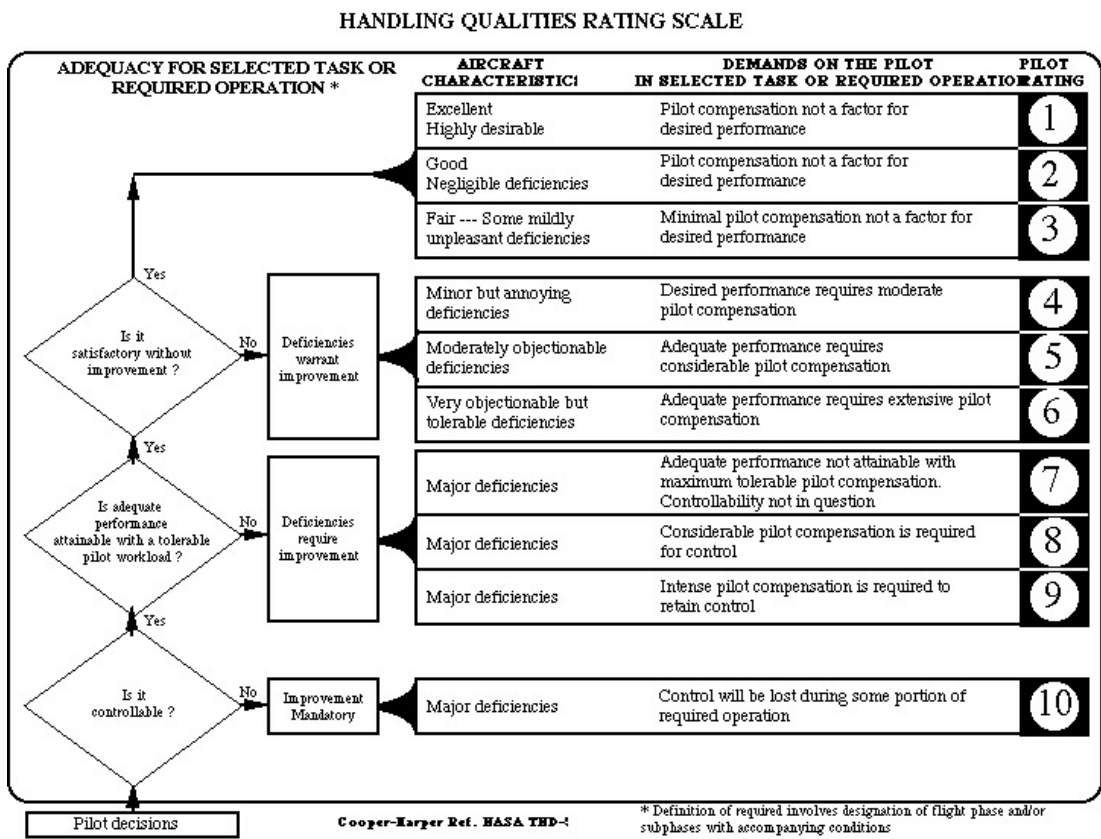 HANDLING QUALITIES RATING SCALE
ADEQUACY FOR SELECTED TASK OR
REQUIRED OPERATION *
AIRCRAFT
CHARACTERISTIC
DEMANDS ON THE PILOT
IN SELECTED TASK OR REQUIRED OPERATION
PILOT
RATING
Excellent
Highly desirable
Pilot compensation not a factor for
desired performance
1
Good
Negligible deficiencies
Pilot compensation not a factor for
desired performance
2
Fair --- Some mildly
unpleasant deficiencies
Minimal pilot compensation not a factor for
desired performance
3
Yes
Is it
satisfactory without
improvement ?
No
Deficiencies
warrant
improvement
Minor but annoying
deficiencies
Desired performance requires moderate
pilot compensation
4
Moderately objectionable
deficiencies
Adequate performance requires
considerable pilot compensation
5
Very objectionable but
tolerable deficiencies
Adequate performance requires extensive pilot
compensation
6
Yes
Is adequate
performance
attainable with a tolerable
pilot workload ?
No
Deficiencies
require
improvement
Major deficiencies
Adequate performance not attainable with
maximum tolerable pilot compensation.
Controllability not in question
7
Major deficiencies
Considerable pilot compensation is required
for control
8
Major deficiencies
Intense pilot compensation is required to
retain control
9
Yes
Is it
controllable ?
No
Improvement
Mandatory
Major deficiencies
Control will be lost during some portion of
required operation
10
Pilot decisions
Cooper-Harper Ref. NASA
* Definition of required involves designation of flight phase and/or
subphases with accompanying conditions